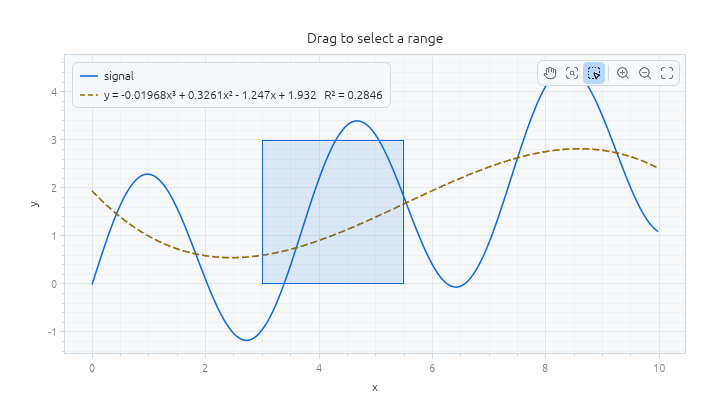 Drag to select a range
signal
y = -0.01968x³ + 0.3261x² - 1.247x + 1.932   R² = 0.2846
4
3
2
1
0
-1
y
0 2 4 6 8 10
x